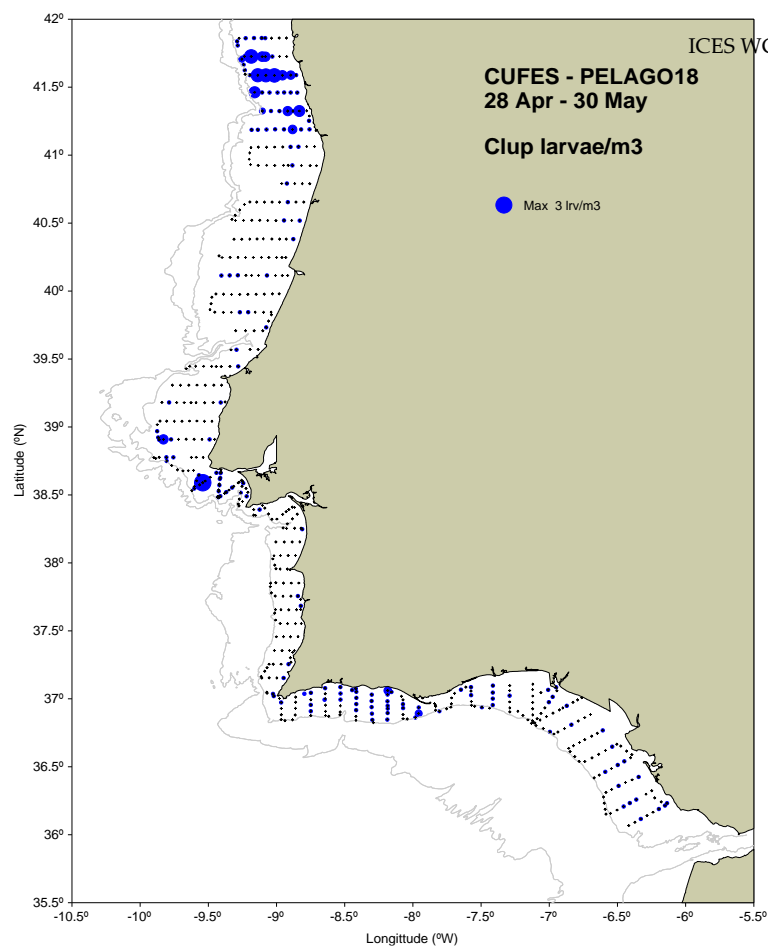 ICES WG
CUFES - PELAGO18
28 Apr - 30 May
Clup larvae/m3
Max 3 lrv/m3
Latitude (ºN)
42º
41.5º
41º
40.5º
40º
39.5º
39º
38.5º
38º
37.5º
37º
36.5º
36º
35.5º
-10.5º -10º -9.5º -9º -8.5º -8º -7.5º -7º -6.5º -6º -5.5º
Longittude (ºW)